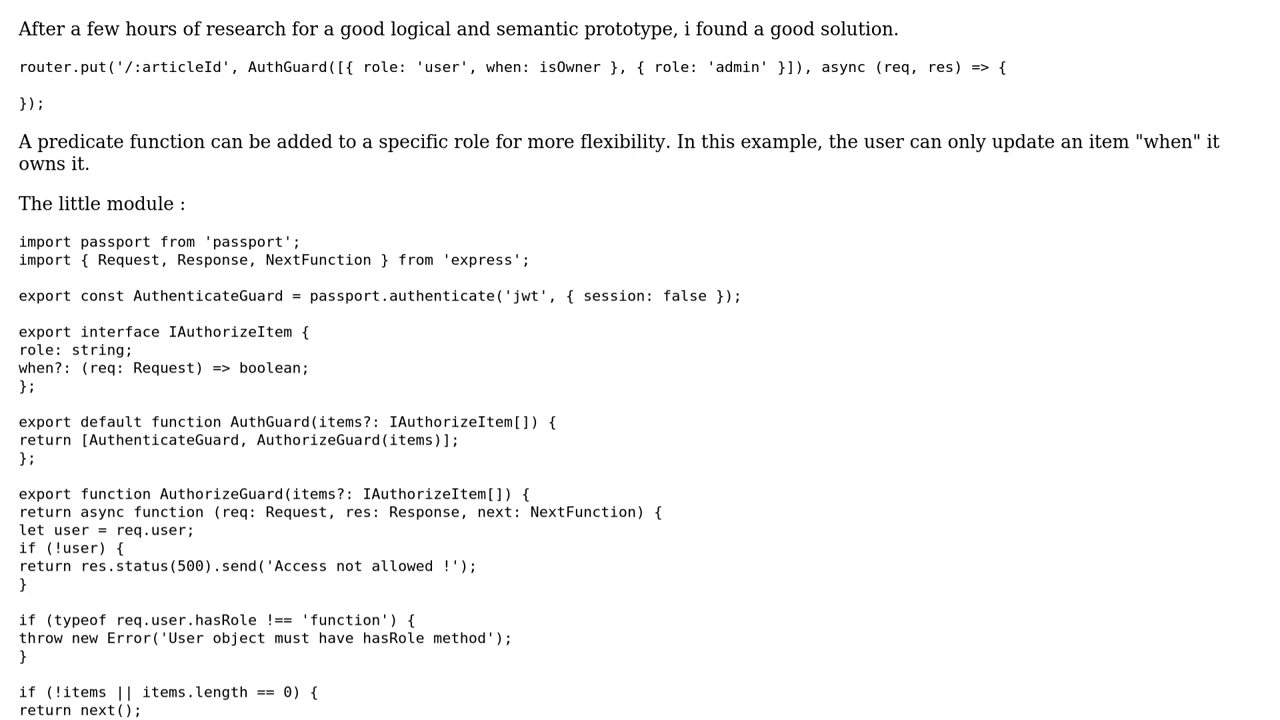 After a few hours of research for a good logical and semantic prototype, i found a good solution.
router.put('/:articleId', AuthGuard([{ role: 'user', when: isOwner }, { role: 'admin' }]), async (req, res) => {
});
A predicate function can be added to a specific role for more flexibility. In this example, the user can only update an item "when" it
owns it.
The little module :
import passport from 'passport';
import { Request, Response, NextFunction } from 'express';
export const AuthenticateGuard = passport.authenticate('jwt', { session: false });
export interface IAuthorizeItem {
role: string;
when?: (req: Request) => boolean;
};
export default function AuthGuard(items?: IAuthorizeItem[]) {
return [AuthenticateGuard, AuthorizeGuard(items)];
};
export function AuthorizeGuard(items?: IAuthorizeItem[]) {
return async function (req: Request, res: Response, next: NextFunction) {
let user = req.user;
if (!user) {
return res.status(500).send('Access not allowed !');
}
if (typeof req.user.hasRole !== 'function') {
throw new Error('User object must have hasRole method');
}
if (!items || items.length == 0) {
return next();